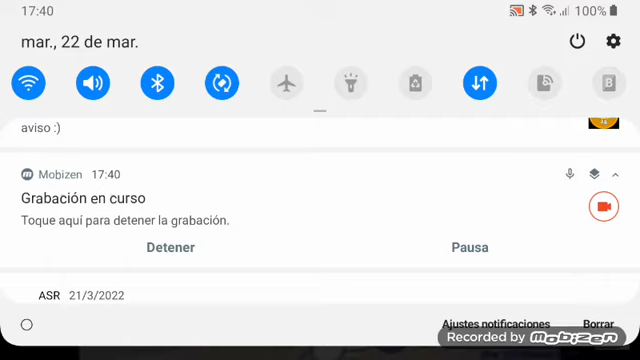 17:40
100%
mar., 22 de mar.
aviso :)
Mobizen 17:40
Grabación en curso
Toque aquí para detener la grabación.
Detener Pausa
ASR 21/3/2022
Ajustes notificaciones Borrar
Recorded by mobizen